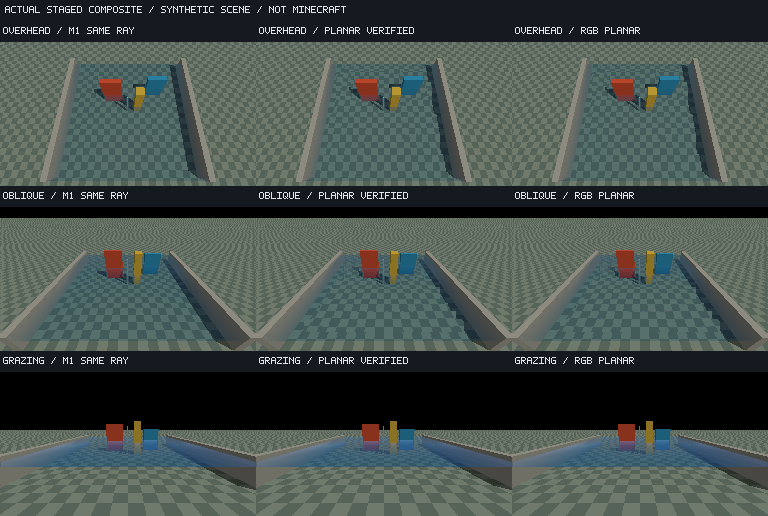 ACTUAL STAGED COMPOSITE / SYNTHETIC SCENE / NOT MINECRAFT
OVERHEAD / M1 SAME RAY
OVERHEAD / PLANAR VERIFIED
OVERHEAD / RGB PLANAR
OBLIQUE / M1 SAME RAY
OBLIQUE / PLANAR VERIFIED
OBLIQUE / RGB PLANAR
GRAZING / M1 SAME RAY
GRAZING / PLANAR VERIFIED
GRAZING / RGB PLANAR